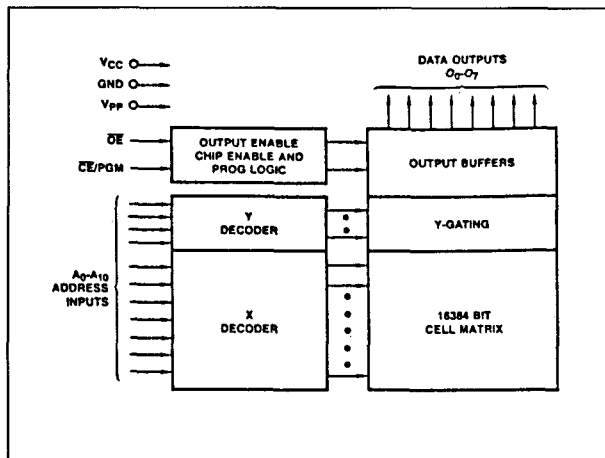 VCC
GND
VPP
OE
CE/PGM
A0-A10
ADDRESS
INPUTS
OUTPUT ENABLE
CHIP ENABLE AND
PROG LOGIC
Y
DECODER
X
DECODER
DATA OUTPUTS
O0-O7
OUTPUT BUFFERS
Y-GATING
16384 BIT
CELL MATRIX